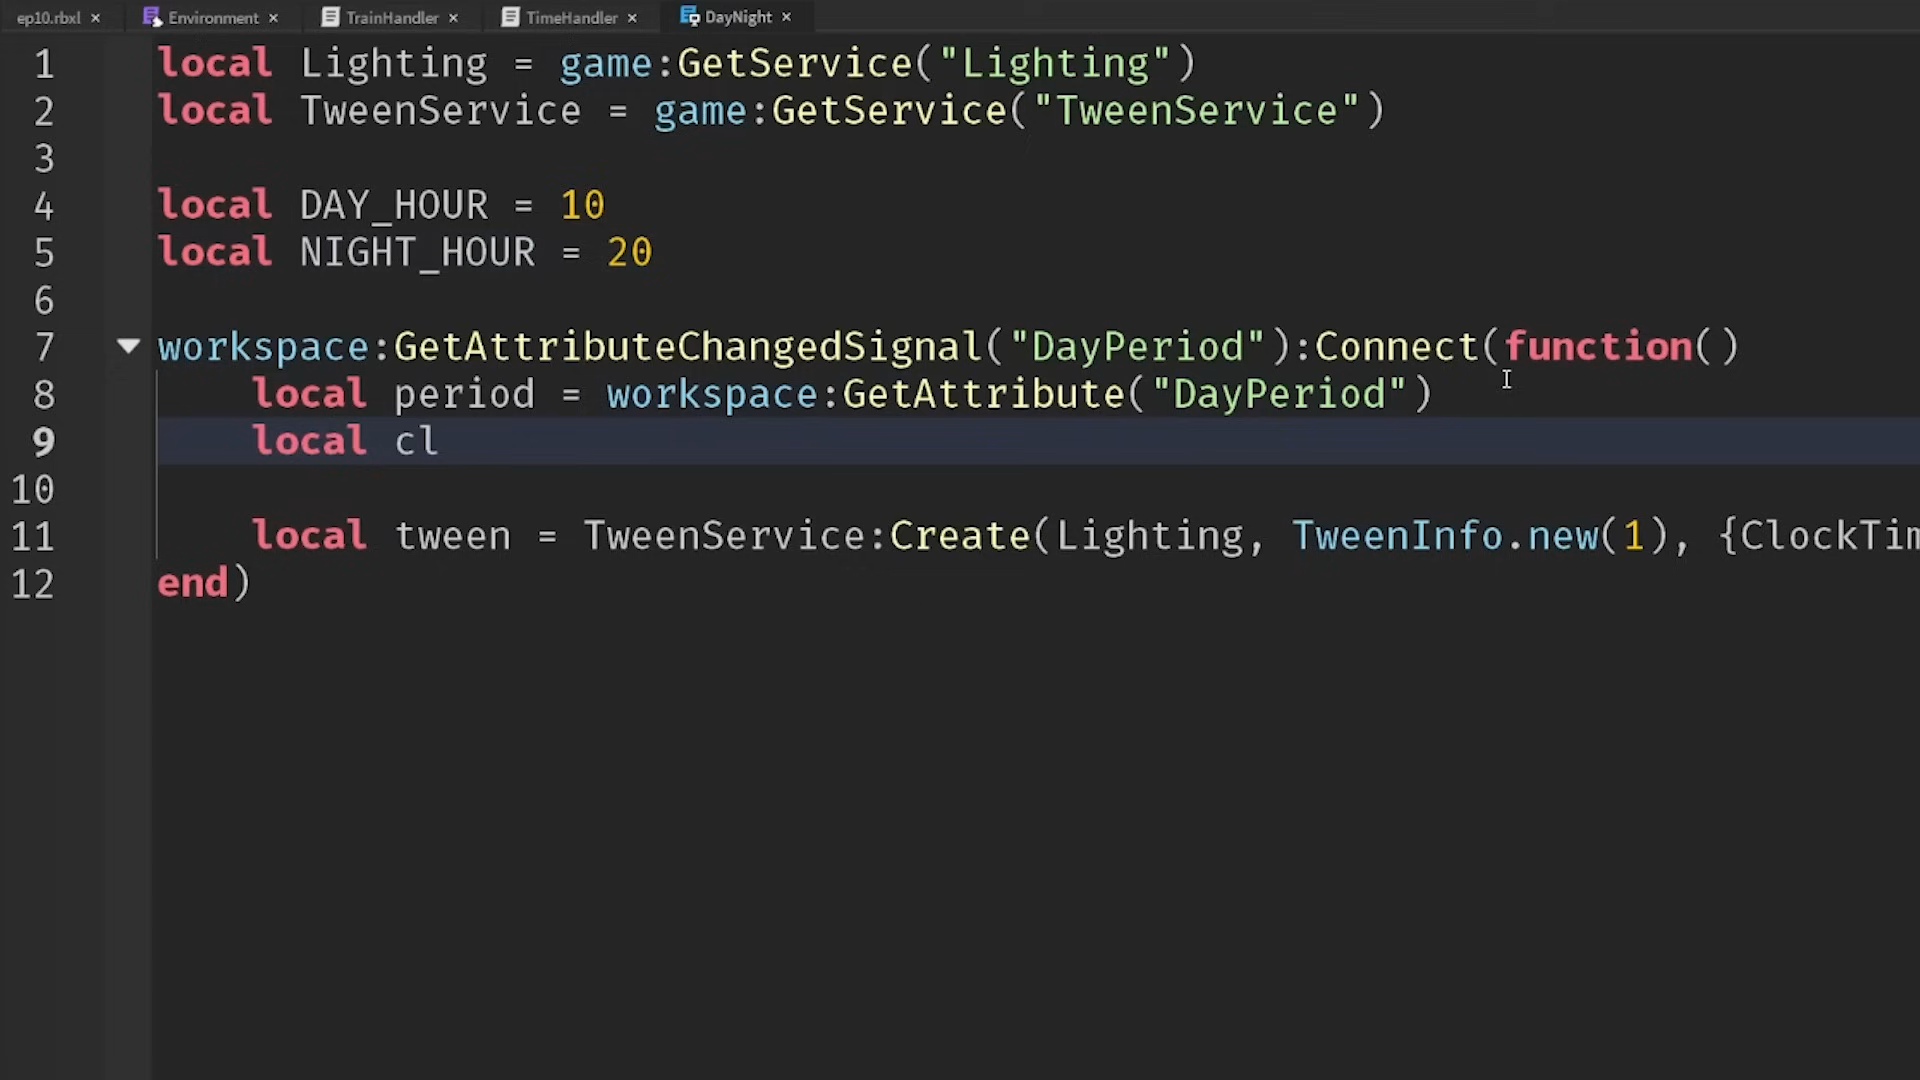 ep10.rbxl × Environment × TrainHandler × TimeHandler × DayNight ×
1 local Lighting = game:GetService("Lighting")
2 local TweenService = game:GetService("TweenService")
3
4 local DAY_HOUR = 10
5 local NIGHT_HOUR = 20
6
7 workspace:GetAttributeChangedSignal("DayPeriod"):Connect(function()
8 local period = workspace:GetAttribute("DayPeriod")
9 local cl
10
11 local tween = TweenService:Create(Lighting, TweenInfo.new(1), {ClockTim
12 end)